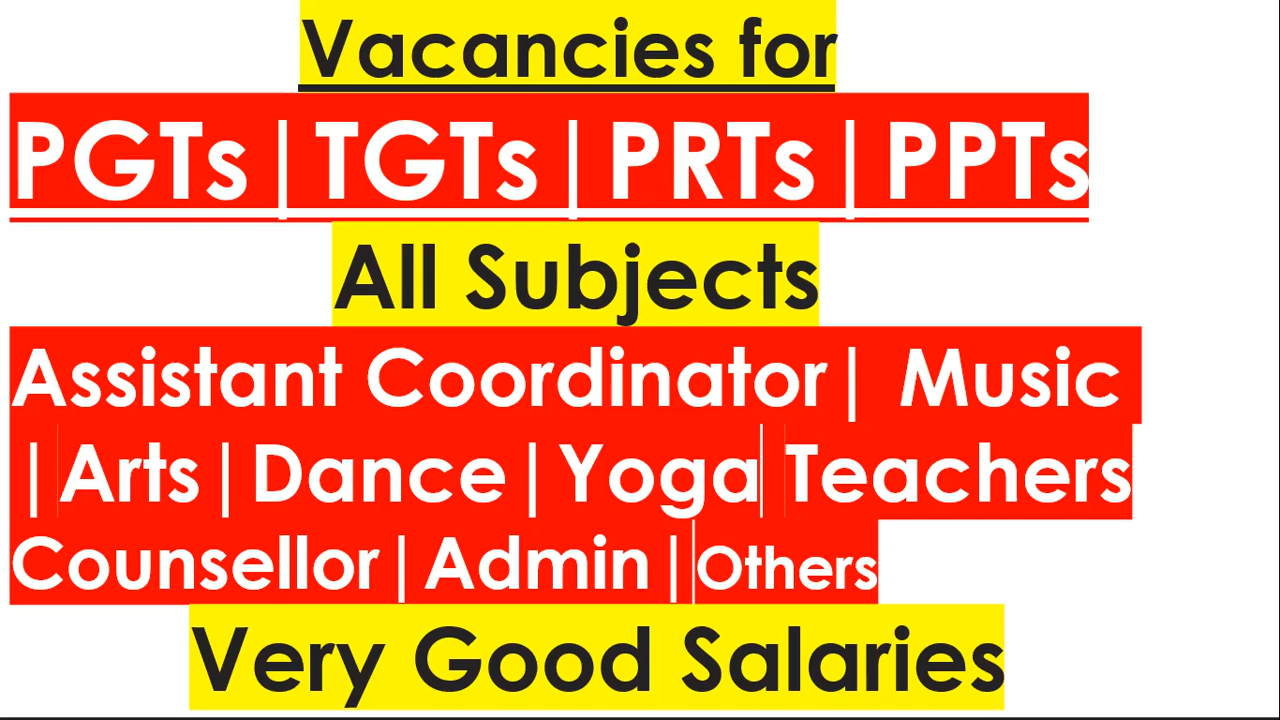 Vacancies for
PGTs|TGTs|PRTs|PPTs
All Subjects
Assistant Coordinator| Music
|Arts|Dance|Yoga| Teachers
Counsellor|Admin|Others
Very Good Salaries